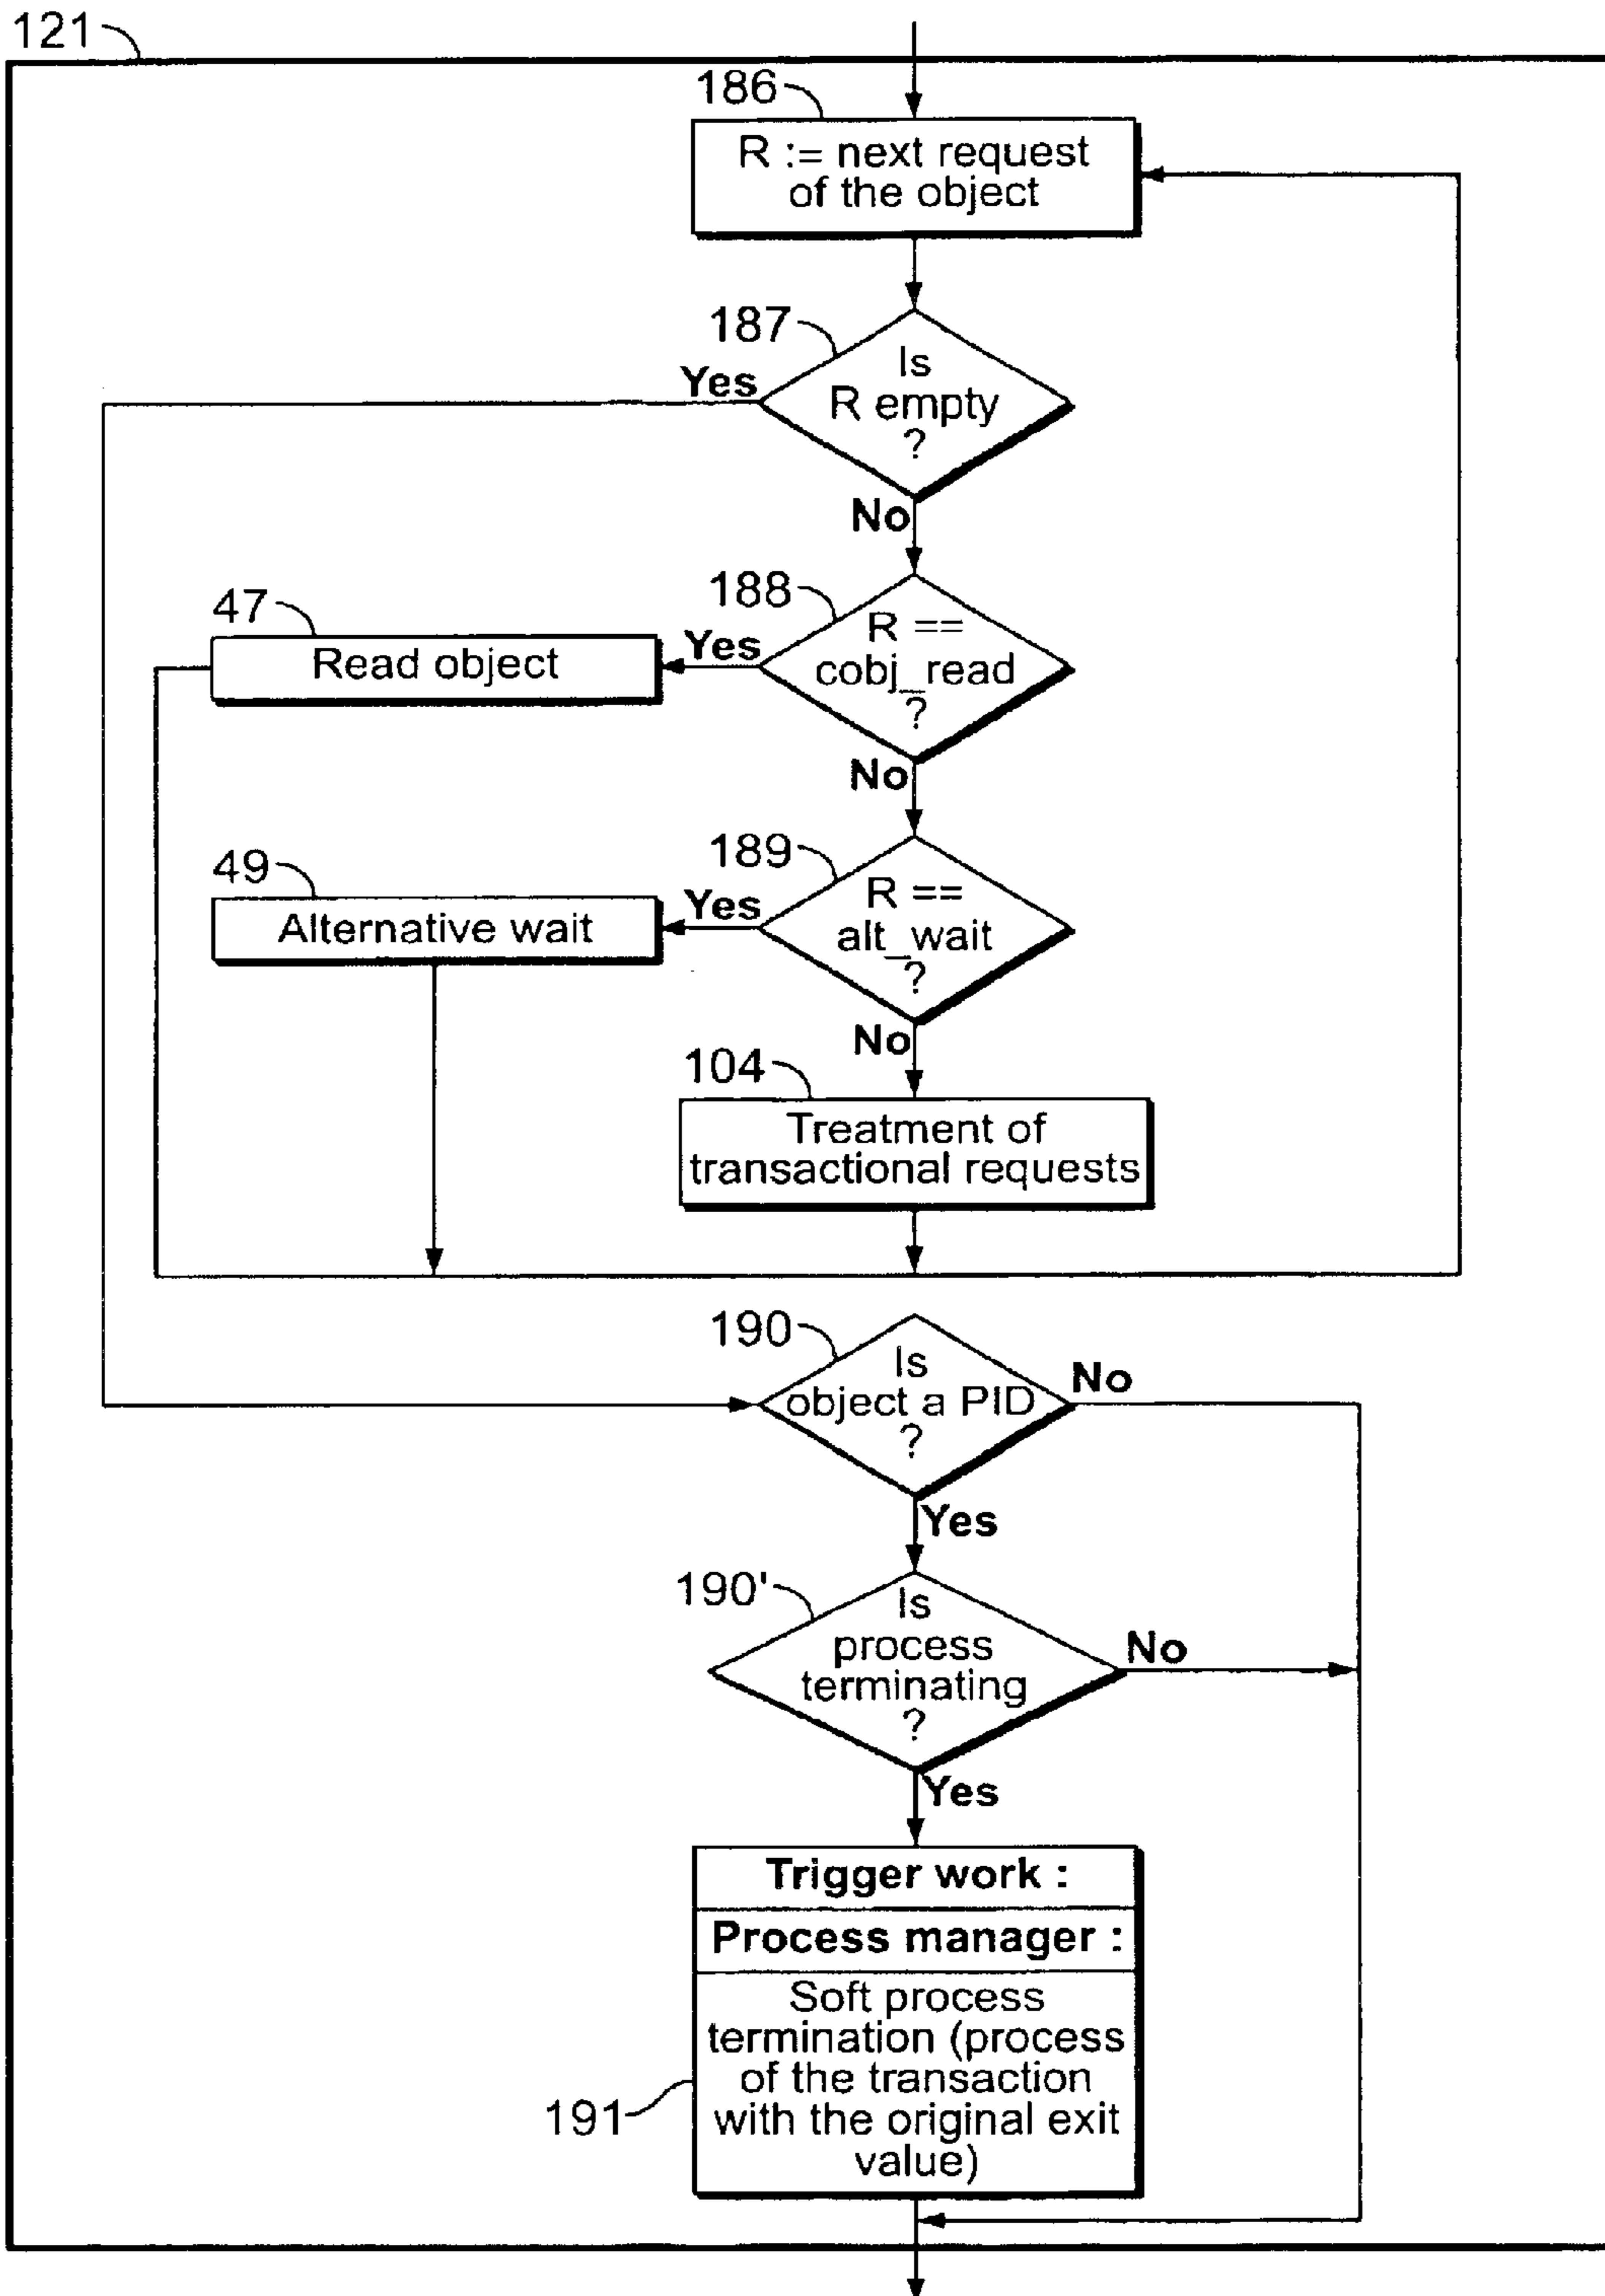 121
186
R := next request
of the object
187
Is
R empty
?
Yes
No
188
R ==
cobj_read
?
Yes
47
Read object
No
189
R ==
alt_wait
?
Yes
49
Alternative wait
No
104
Treatment of
transactional requests
190
Is
object a PID
?
No
Yes
190'
Is
process
terminating
?
No
Yes
Trigger work :
Process manager :
Soft process
termination (process
of the transaction
with the original exit
value)
191